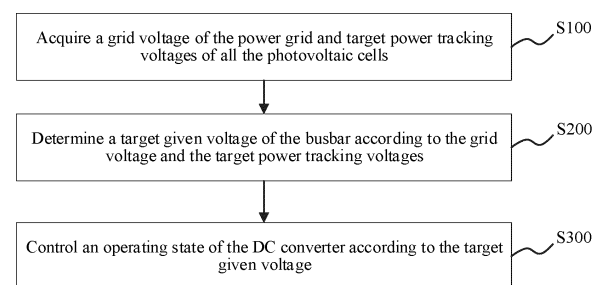 Acquire a grid voltage of the power grid and target power tracking
voltages of all the photovoltaic cells
S100
Determine a target given voltage of the busbar according to the grid
voltage and the target power tracking voltages
S200
Control an operating state of the DC converter according to the target
given voltage
S300